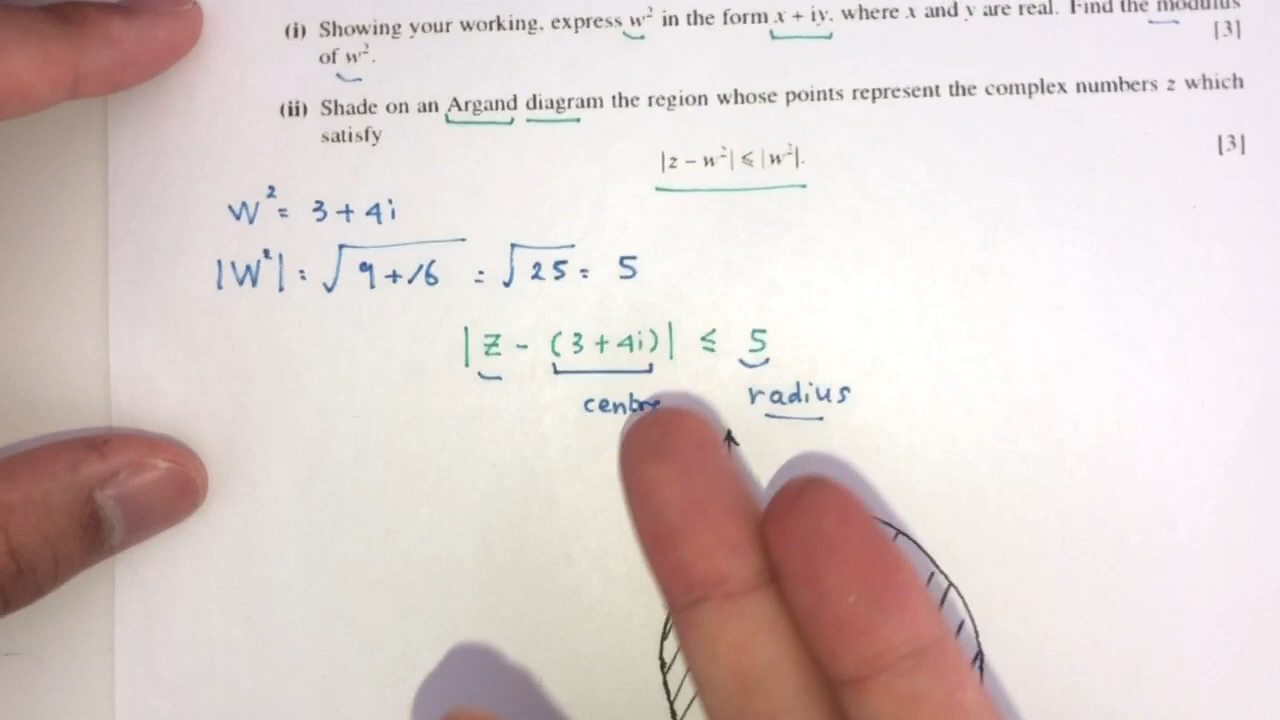 (i) Showing your working, express w² in the form x + iy, where x and y are real. Find the modulus
of w². [3]
(ii) Shade on an Argand diagram the region whose points represent the complex numbers z which
satisfy
|z − w²| ⩽ |w²|. [3]
W² = 3 + 4i
|W²| = √9+16 = √25 = 5
|Z - (3 + 4i)| ≤ 5
centre radius